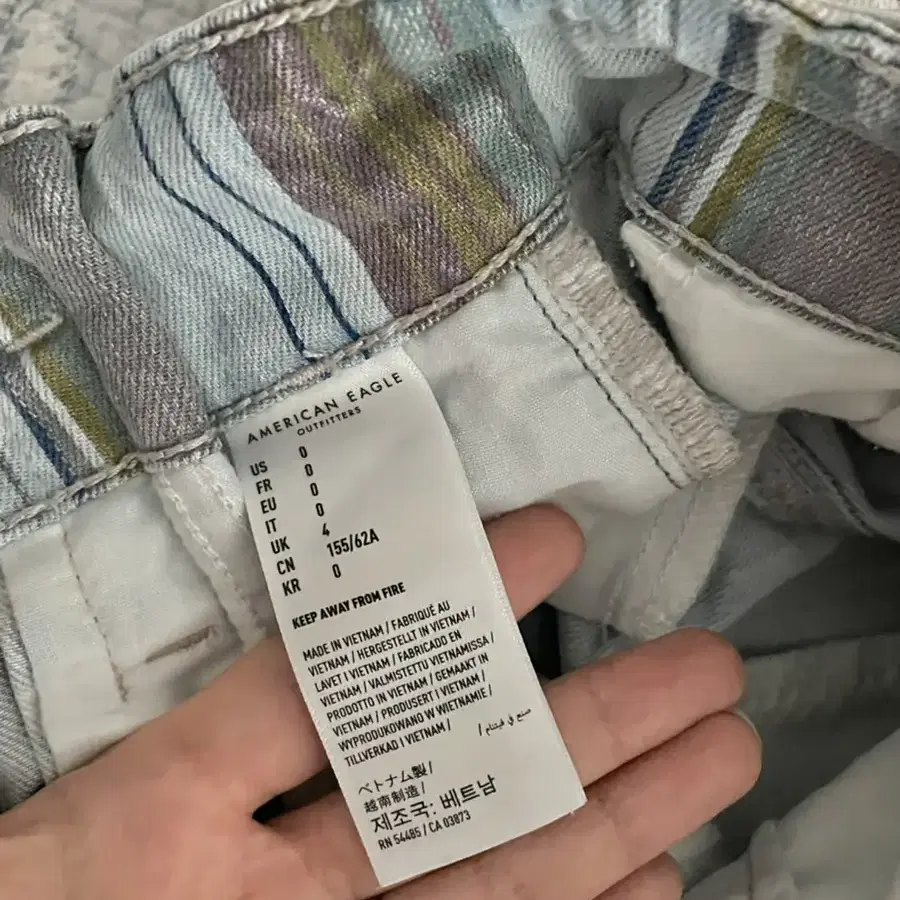 AMERICAN EAGLE
OUTFITTERS
US 0
FR 0
EU 0
IT 0
UK 4
CN 155/62A
KR 0
KEEP AWAY FROM FIRE
MADE IN VIETNAM / FABRIQUÉ AU
VIETNAM / HERGESTELLT IN VIETNAM /
LAVET I VIETNAM / FABRICADO EN
VIETNAM / VALMISTETTU VIETNAMISSA /
PRODOTTO IN VIETNAM / GEMAAKT IN
VIETNAM / PRODUSERT I VIETNAM /
WYPRODUKOWANO W WIETNAMIE /
TILLVERKAD I VIETNAM /
صنع في فيتنام /
ベトナム製/
越南制造/
제조국: 베트남
RN 54485 / CA 03873